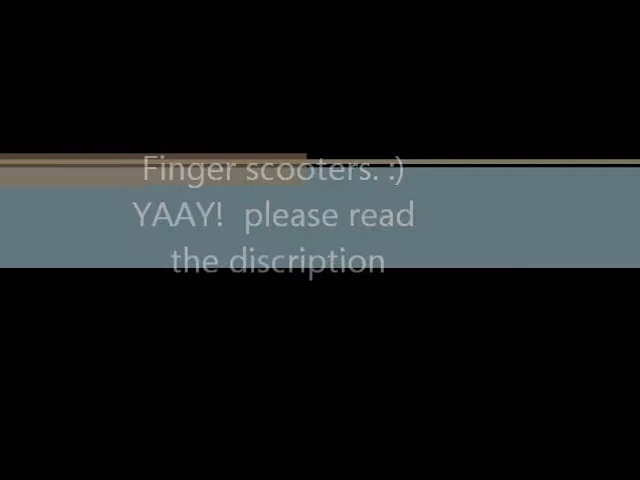 Finger scooters. :)
YAAY!  please read
the discription